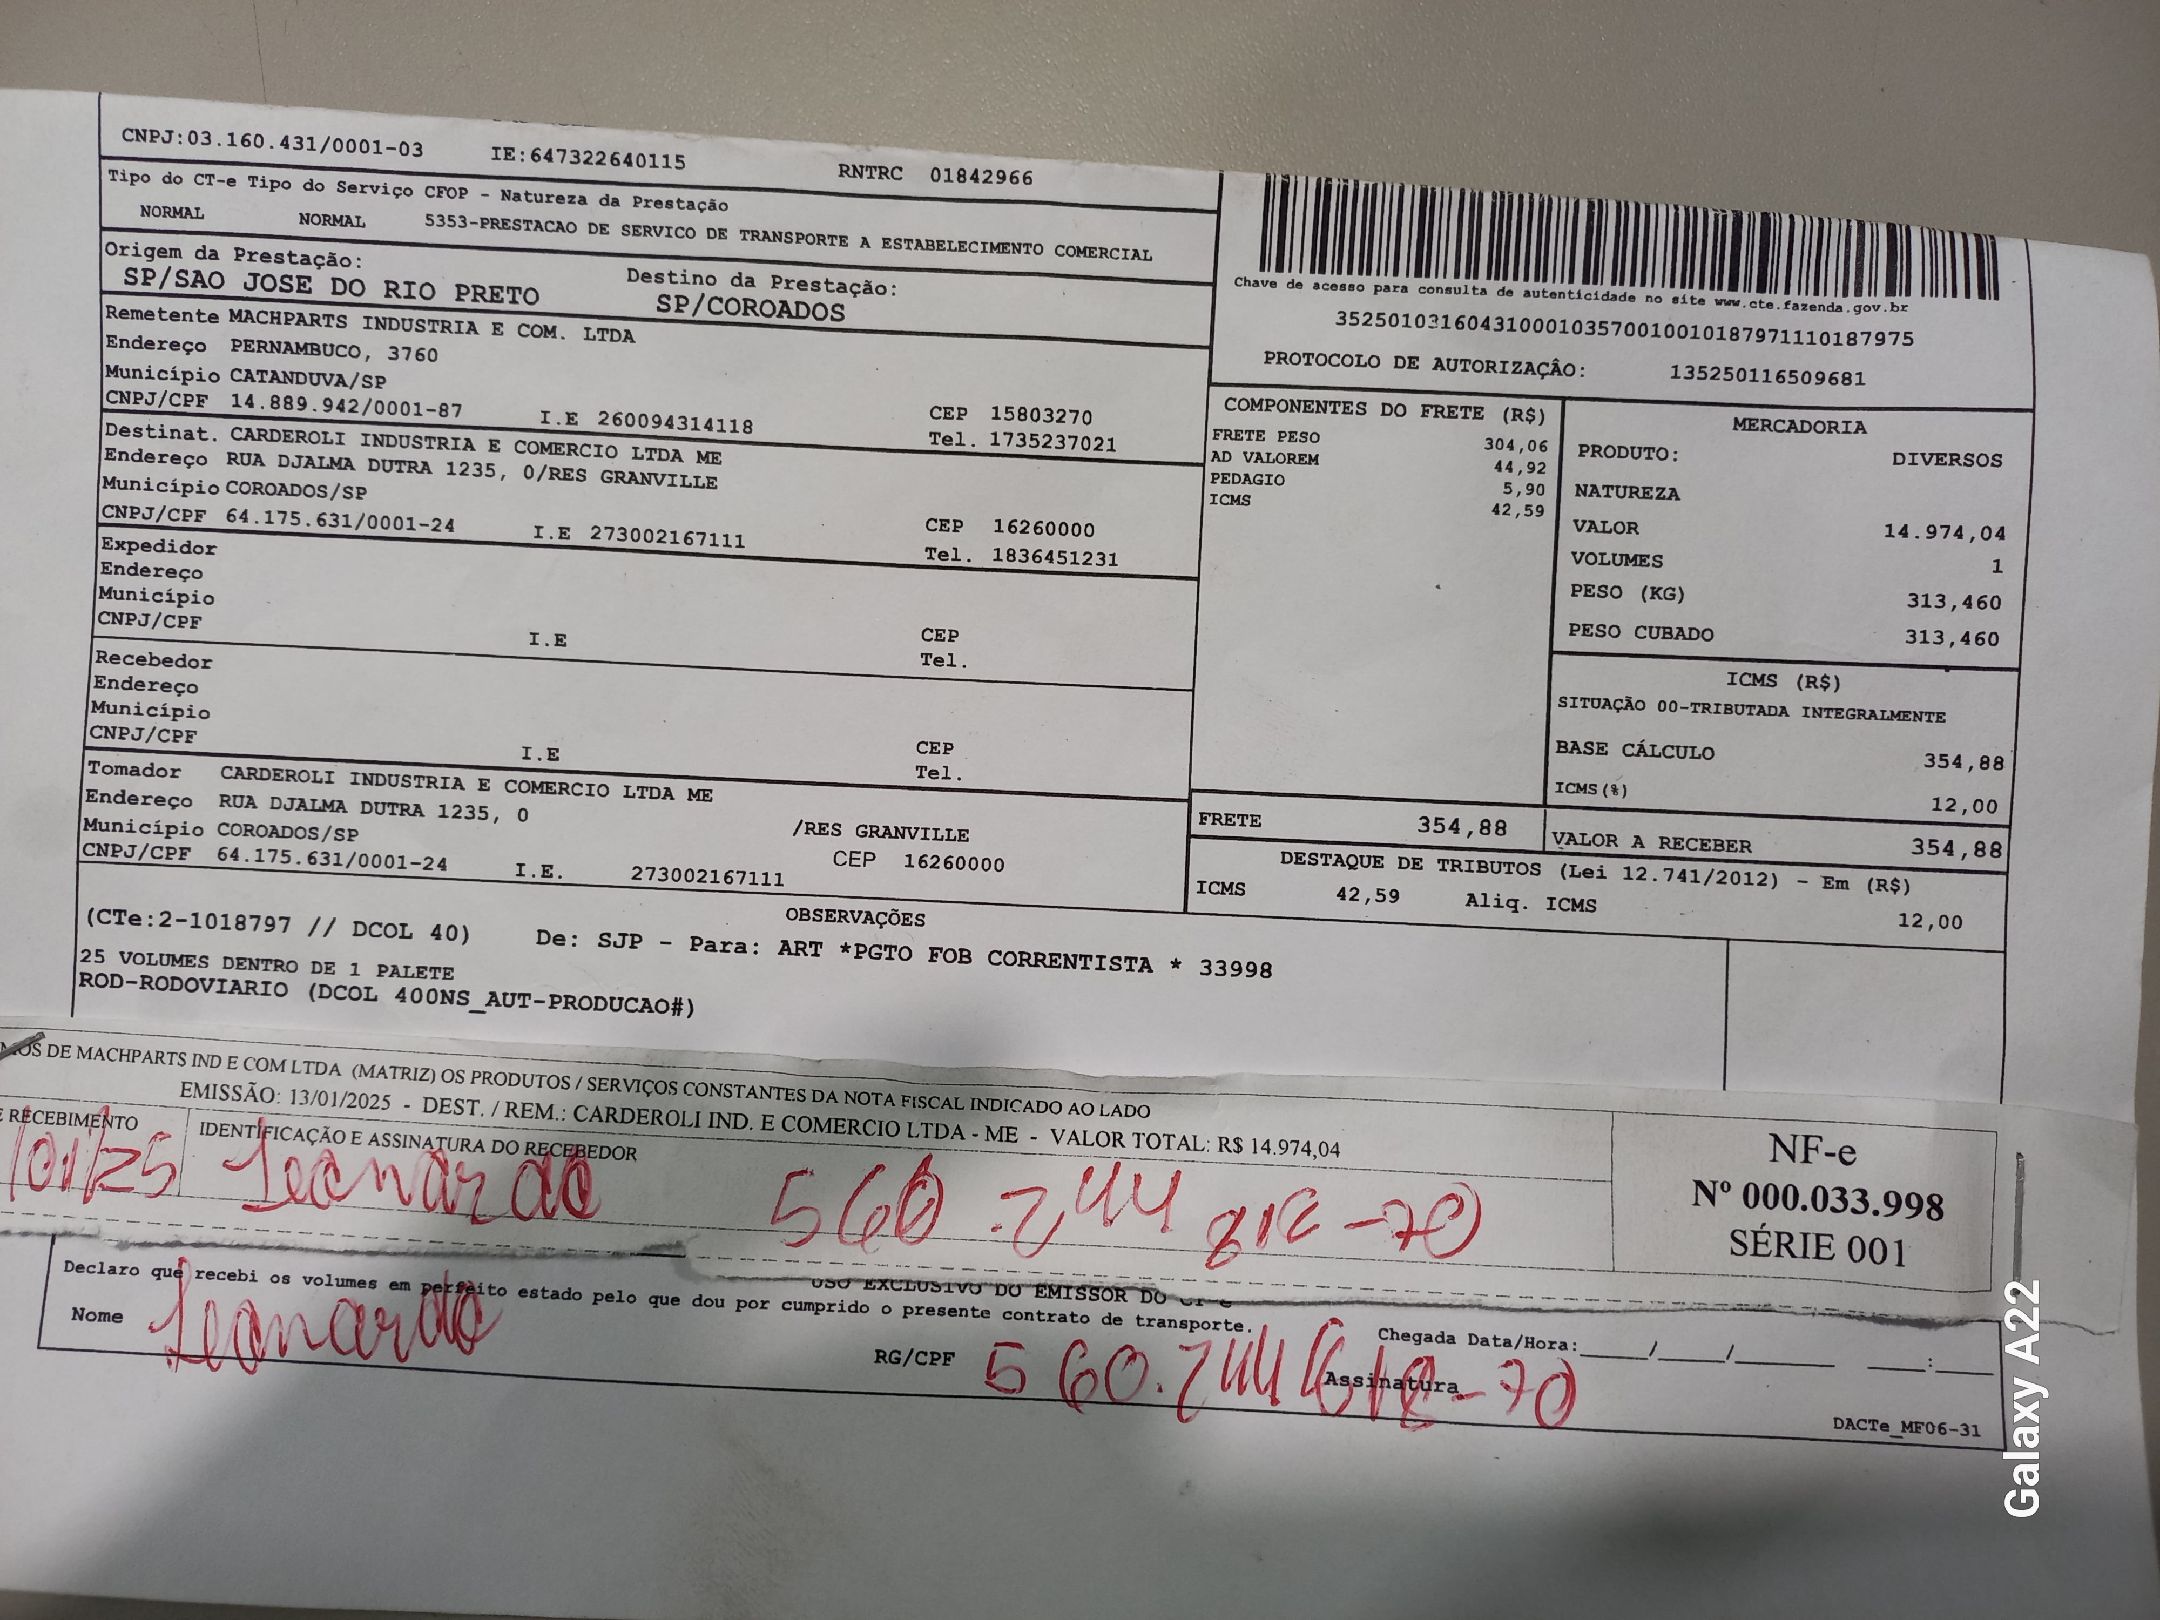 CNPJ:03.160.431/0001-03 IE:647322640115 RNTRC 01842966
Tipo do CT-e Tipo do Serviço CFOP - Natureza da Prestação
NORMAL NORMAL 5353-PRESTACAO DE SERVICO DE TRANSPORTE A ESTABELECIMENTO COMERCIAL
Origem da Prestação: Destino da Prestação:
SP/SAO JOSE DO RIO PRETO SP/COROADOS
Remetente MACHPARTS INDUSTRIA E COM. LTDA
Endereço PERNAMBUCO, 3760
Município CATANDUVA/SP CEP 15803270
CNPJ/CPF 14.889.942/0001-87 I.E 260094314118 Tel. 1735237021
Destinat. CARDEROLI INDUSTRIA E COMERCIO LTDA ME
Endereço RUA DJALMA DUTRA 1235, 0/RES GRANVILLE
Município COROADOS/SP CEP 16260000
CNPJ/CPF 64.175.631/0001-24 I.E 273002167111 Tel. 1836451231
Expedidor
Endereço
Município CEP
CNPJ/CPF I.E Tel.
Recebedor
Endereço
Município CEP
CNPJ/CPF I.E Tel.
Tomador CARDEROLI INDUSTRIA E COMERCIO LTDA ME
Endereço RUA DJALMA DUTRA 1235, 0 /RES GRANVILLE
Município COROADOS/SP CEP 16260000
CNPJ/CPF 64.175.631/0001-24 I.E. 273002167111
Chave de acesso para consulta de autenticidade no site www.cte.fazenda.gov.br
35250103160431000103570010010187971110187975
PROTOCOLO DE AUTORIZAÇÂO: 135250116509681
COMPONENTES DO FRETE (R$)
FRETE PESO 304,06
AD VALOREM 44,92
PEDAGIO 5,90
ICMS 42,59
MERCADORIA
PRODUTO: DIVERSOS
NATUREZA
VALOR 14.974,04
VOLUMES 1
PESO (KG) 313,460
PESO CUBADO 313,460
ICMS (R$)
SITUAÇÃO 00-TRIBUTADA INTEGRALMENTE
BASE CÁLCULO 354,88
ICMS(%) 12,00
FRETE 354,88 VALOR A RECEBER 354,88
DESTAQUE DE TRIBUTOS (Lei 12.741/2012) - Em (R$)
ICMS 42,59 Aliq. ICMS 12,00
OBSERVAÇÕES
(CTe:2-1018797 // DCOL 40) De: SJP - Para: ART *PGTO FOB CORRENTISTA * 33998
25 VOLUMES DENTRO DE 1 PALETE
ROD-RODOVIARIO (DCOL 400NS_AUT-PRODUCAO#)
DE MACHPARTS IND E COM LTDA (MATRIZ) OS PRODUTOS / SERVIÇOS CONSTANTES DA NOTA FISCAL INDICADO AO LADO
EMISSÃO: 13/01/2025 - DEST. / REM.: CARDEROLI IND. E COMERCIO LTDA - ME - VALOR TOTAL: R$ 14.974,04
RECEBIMENTO IDENTIFICAÇÃO E ASSINATURA DO RECEBEDOR
/01/25 Leonardo 560.244
NF-e
Nº 000.033.998
SÉRIE 001
USO EXCLUSIVO DO EMISSOR DO
Declaro que recebi os volumes em perfeito estado pelo que dou por cumprido o presente contrato de transporte.
Nome Leonardo RG/CPF 560.244
Chegada Data/Hora:_____/_____/_______ ____:____
Assinatura
DACTe_MF06-31
Galaxy A22